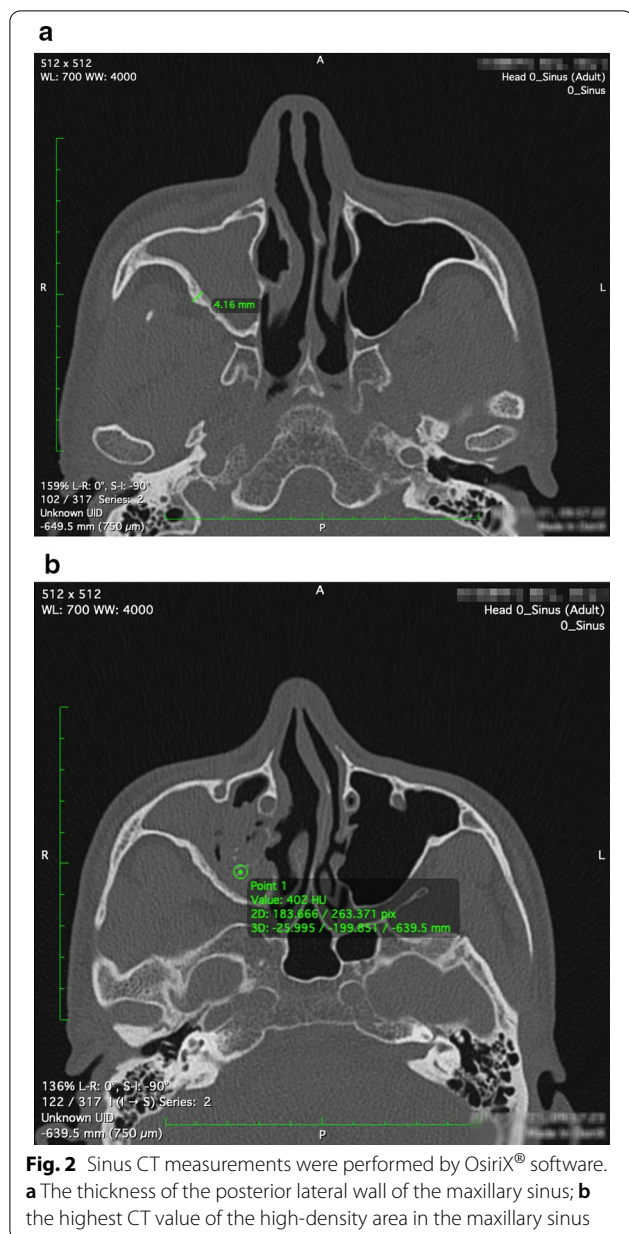 a
512 x 512
WL: 700 WW: 4000
A
Head 0_Sinus (Adult)
0_Sinus
R
L
4.16 mm
159% L-R: 0°, S-I: -90°
102 / 317 Series: 2
Unknown UID
-649.5 mm (750 µm)
P
b
512 x 512
WL: 700 WW: 4000
A
Head 0_Sinus (Adult)
0_Sinus
R
L
Point 1
Value: 402 HU
2D: 183.666 / 263.371 pix
3D: -25.995 / -199.851 / -639.5 mm
136% L-R: 0°, S-I: -90°
122 / 317 I (I → S) Series: 2
Unknown UID
-639.5 mm (750 µm)
P
Fig. 2 Sinus CT measurements were performed by OsiriX® software.
a The thickness of the posterior lateral wall of the maxillary sinus; b
the highest CT value of the high-density area in the maxillary sinus